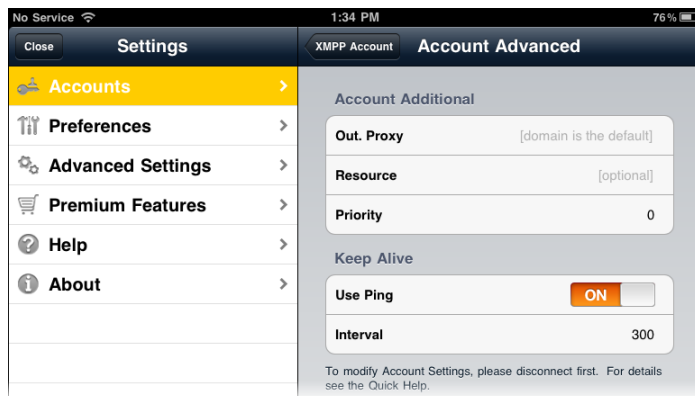 No Service 1:34 PM 76%
Close Settings XMPP Account Account Advanced
Accounts
Preferences
Advanced Settings
Premium Features
Help
About
Account Additional
Out. Proxy [domain is the default]
Resource [optional]
Priority 0
Keep Alive
Use Ping ON
Interval 300
To modify Account Settings, please disconnect first. For details
see the Quick Help.